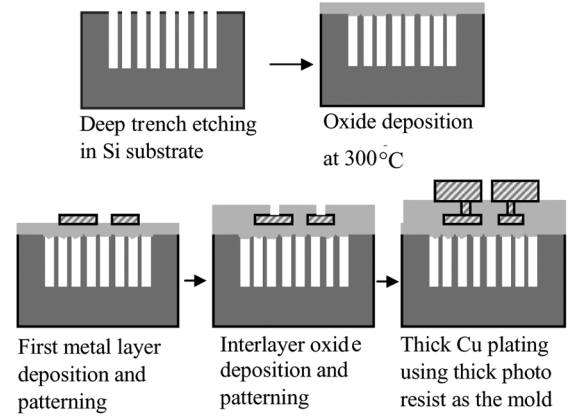 Deep trench etching
in Si substrate
Oxide deposition
at 300°C
First metal layer
deposition and
patterning
Interlayer oxide
deposition and
patterning
Thick Cu plating
using thick photo
resist as the mold